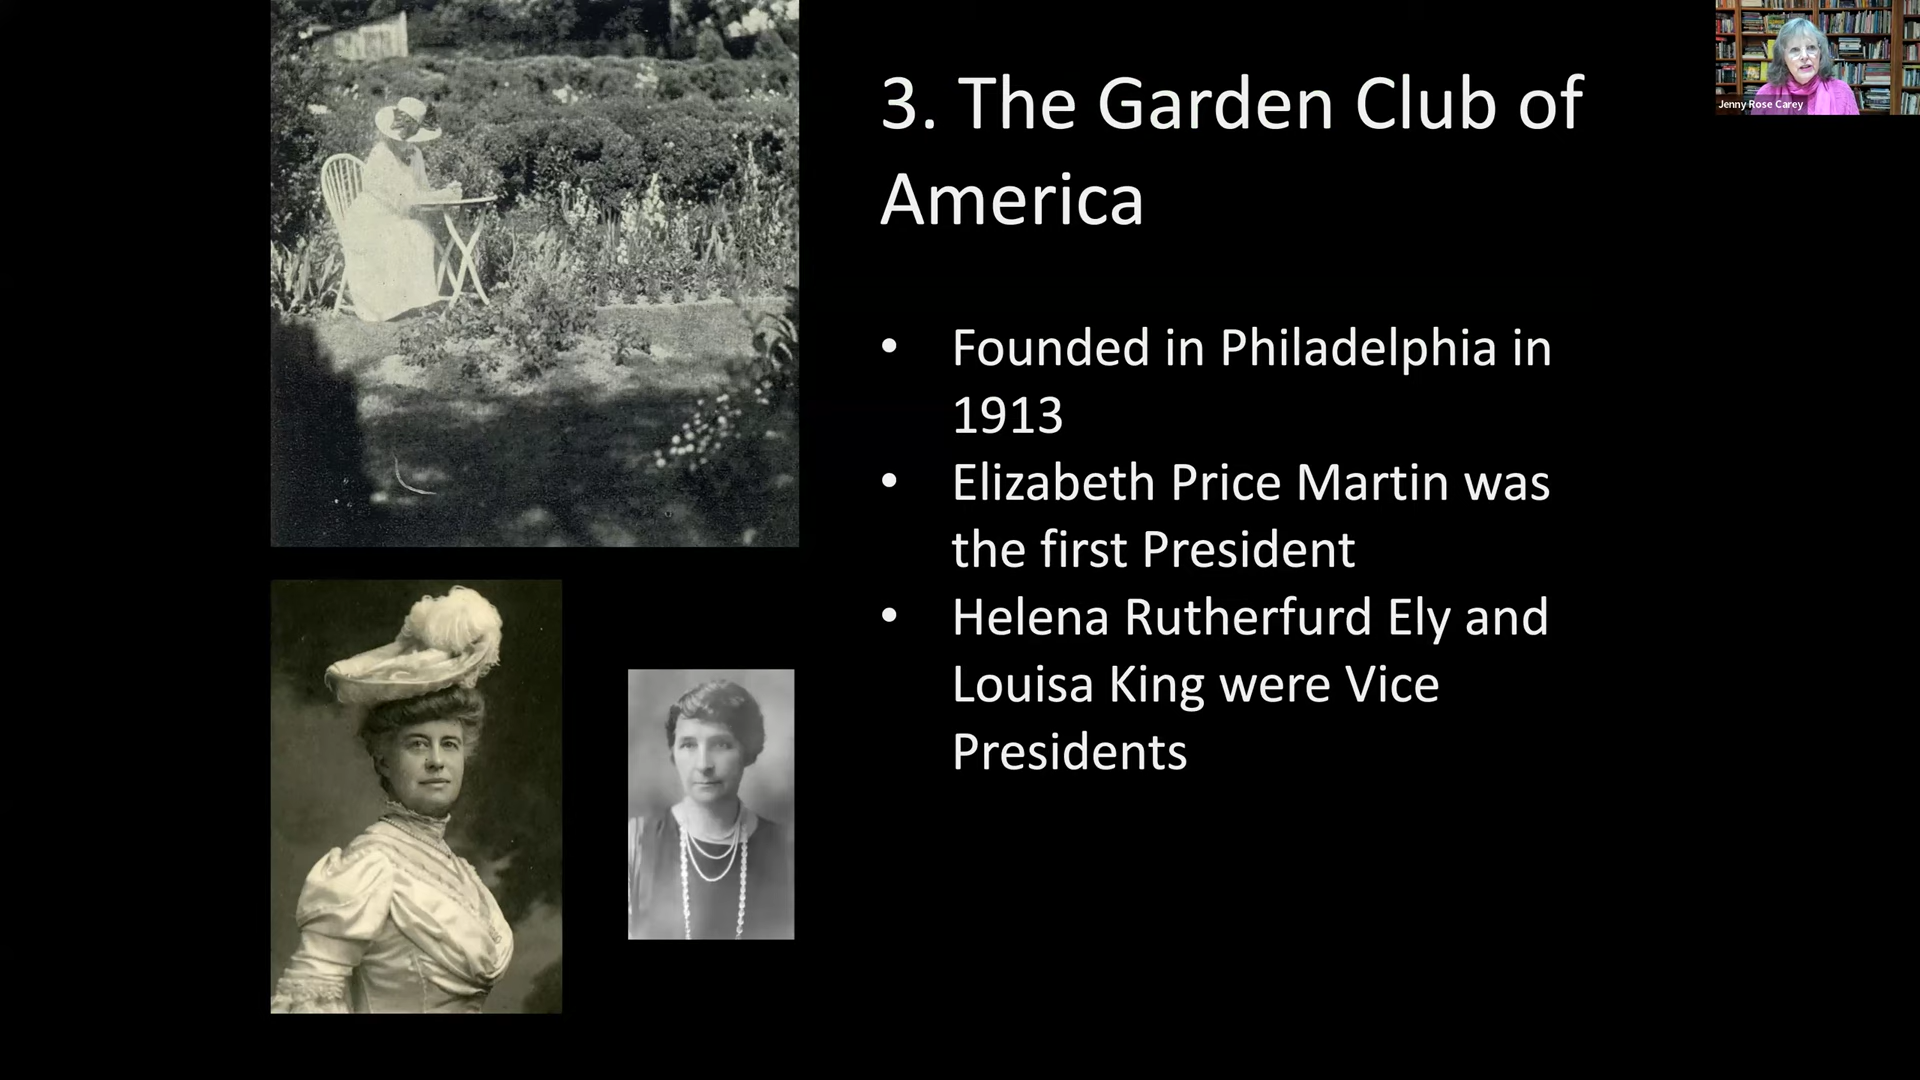 3. The Garden Club of
America
• Founded in Philadelphia in
1913
• Elizabeth Price Martin was
the first President
• Helena Rutherfurd Ely and
Louisa King were Vice
Presidents
Jenny Rose Carey